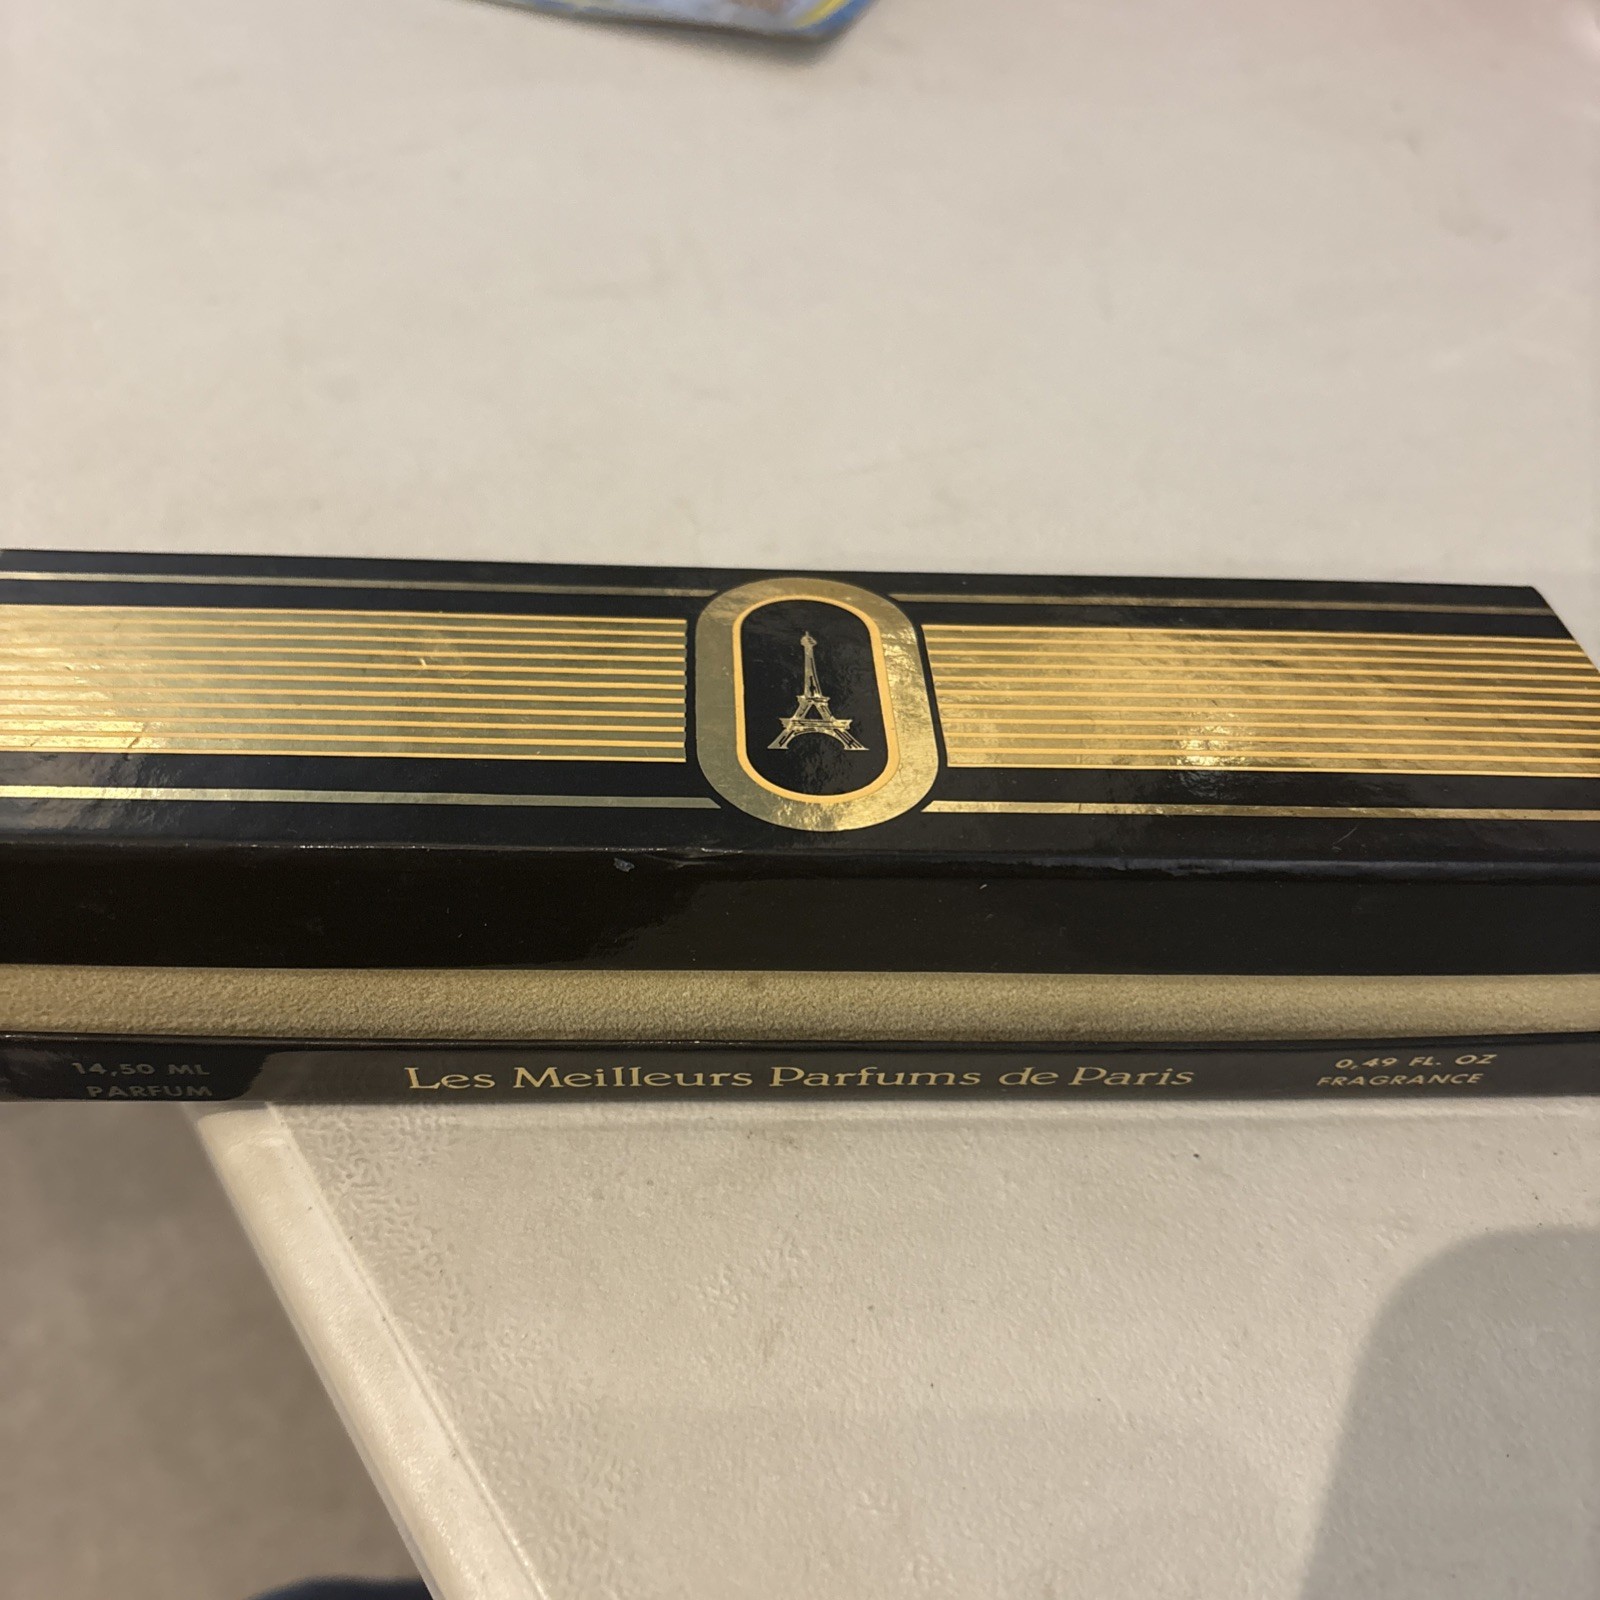 14,50 ML
PARFUM
Les Meilleurs Parfums de Paris
0,49 FL. OZ
FRAGRANCE